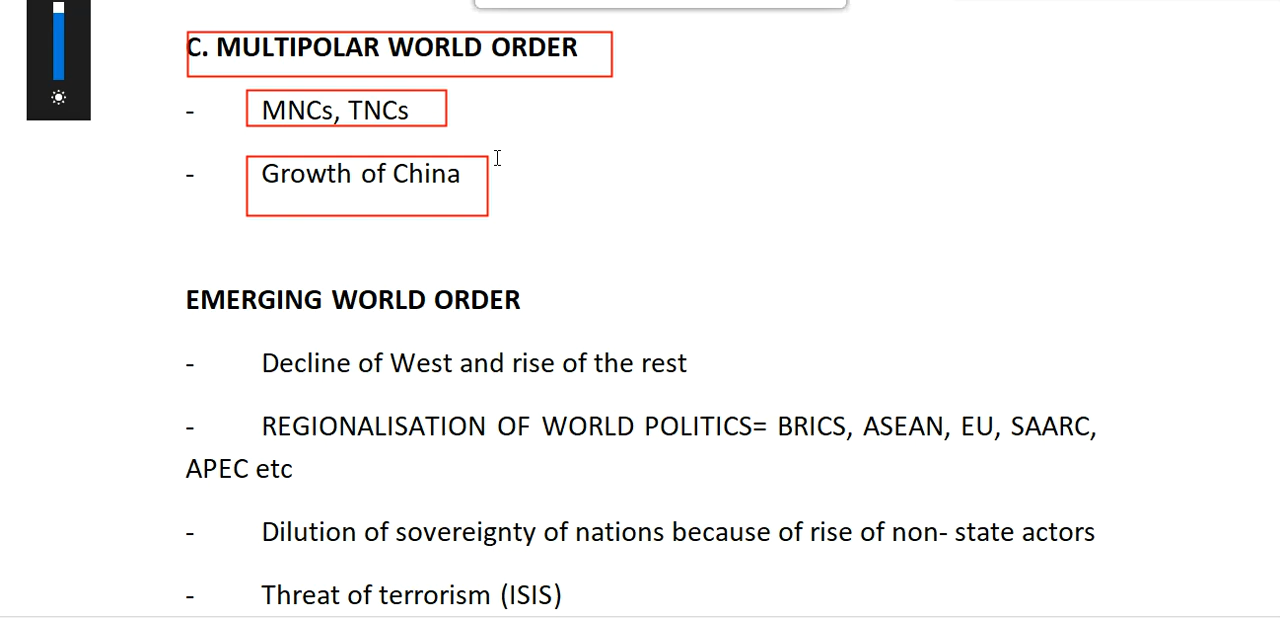 C. MULTIPOLAR WORLD ORDER
- MNCs, TNCs
- Growth of China
EMERGING WORLD ORDER
- Decline of West and rise of the rest
- REGIONALISATION OF WORLD POLITICS= BRICS, ASEAN, EU, SAARC,
APEC etc
- Dilution of sovereignty of nations because of rise of non- state actors
- Threat of terrorism (ISIS)